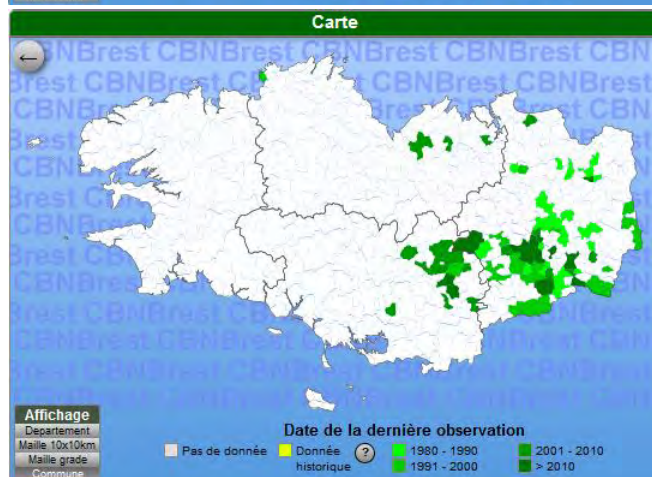 Carte
←
CBNBrest CBNBrest CBNBrest CBN
Affichage
Departement
Maille 10x10km
Maille grade
Commune
Date de la dernière observation
Pas de donnée
Donnée historique
?
1980 - 1990
1991 - 2000
2001 - 2010
> 2010